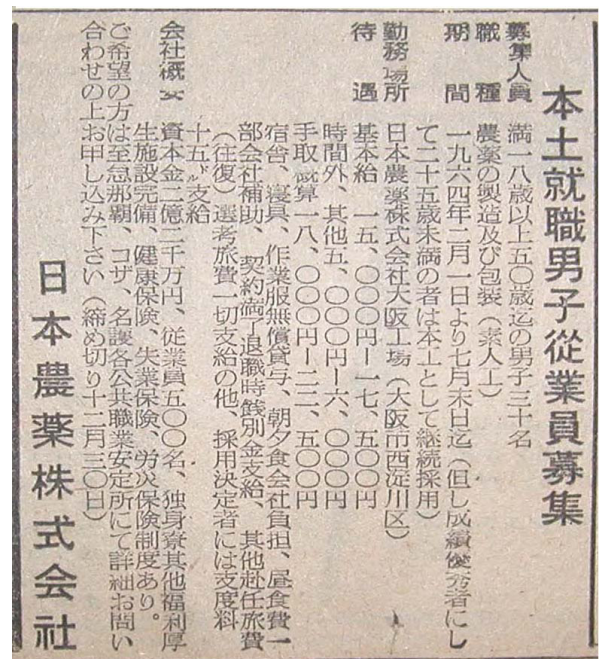 本土就職男子従業員募集
募集人員　満一八歳以上五〇歳迄の男子三十名
職種　農薬の製造及び包装（素人工）
期間　一九六四年二月一日より七月末日迄（但し成績優秀者にし
て二十五歳未満の者は本工として継続採用）
勤務場所　日本農薬株式会社大阪工場（大阪市西淀川区）
待遇　基本給　一五、〇〇〇円ー一七、五〇〇円
時間外、其他五、〇〇〇円ー六、〇〇〇円
手取概算一八、〇〇〇円ー二二、五〇〇円
宿舎、寝具、作業服無償貸与、朝夕食会社負担、昼食費一
部会社補助、契約満了退職時餞別金支給、其他赴任旅費
（往復）選考旅費一切支給の他、採用決定者には支度料
十五ドル支給
会社概要　資本金二億二千万円、従業員五〇〇名、独身寮其他福利厚
生施設完備、健康保険、失業保険、労災保険制度あり。
ご希望の方は至急那覇、コザ、名護各公共職業安定所にて詳細お問い
合わせの上お申し込み下さい（締め切り十二月三〇日）
日本農薬株式会社